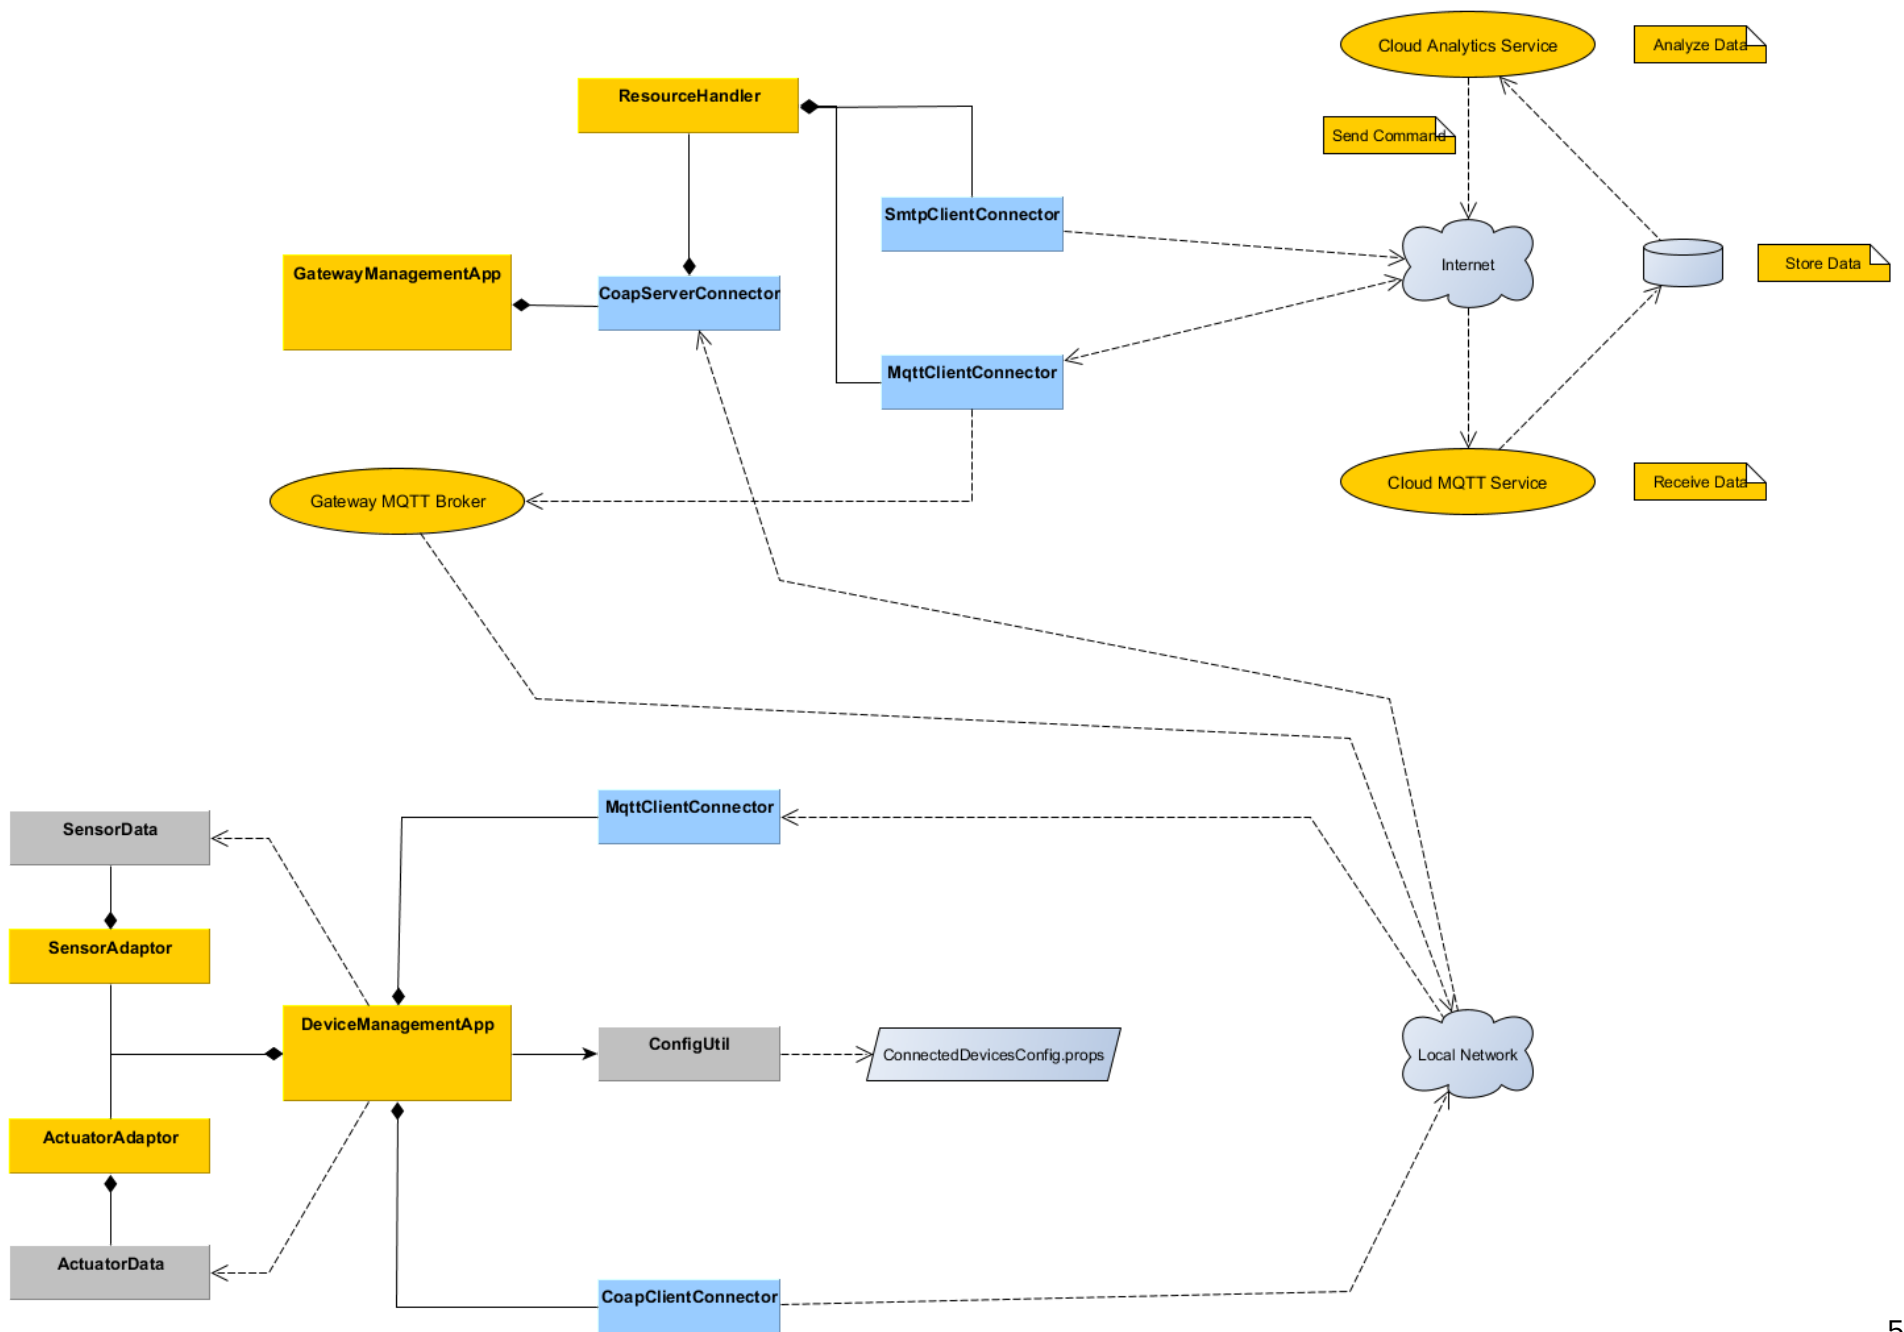 Cloud Analytics Service
Analyze Data
ResourceHandler
Send Command
SmtpClientConnector
GatewayManagementApp
CoapServerConnector
Internet
Store Data
MqttClientConnector
Gateway MQTT Broker
Cloud MQTT Service
Receive Data
MqttClientConnector
SensorData
SensorAdaptor
DeviceManagementApp
ConfigUtil
ConnectedDevicesConfig.props
Local Network
ActuatorAdaptor
ActuatorData
CoapClientConnector
5